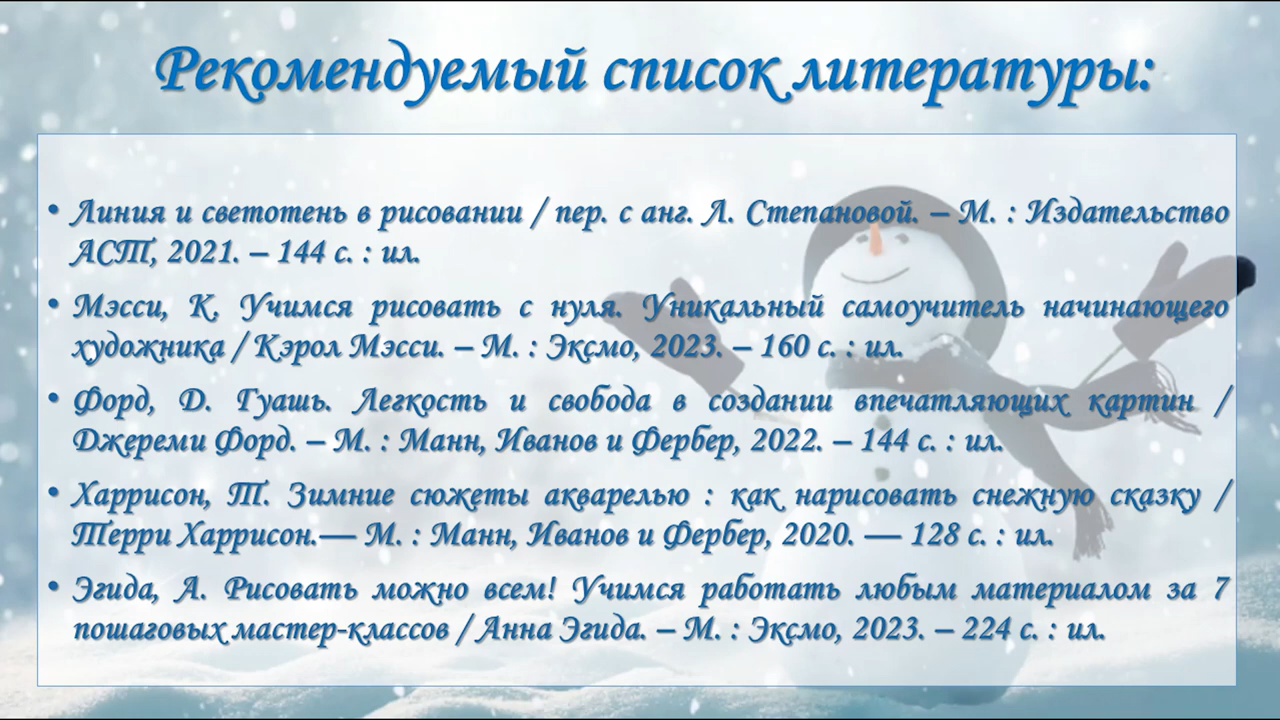 Рекомендуемый список литературы:
• Линия и светотень в рисовании / пер. с анг. Л. Степановой. – М. : Издательство
АСТ, 2021. – 144 с. : ил.
• Мэсси, К. Учимся рисовать с нуля. Уникальный самоучитель начинающего
художника / Кэрол Мэсси. – М. : Эксмо, 2023. – 160 с. : ил.
• Форд, Д. Гуашь. Легкость и свобода в создании впечатляющих картин /
Джереми Форд. – М. : Манн, Иванов и Фербер, 2022. – 144 с. : ил.
• Харрисон, Т. Зимние сюжеты акварелью : как нарисовать снежную сказку /
Терри Харрисон.— М. : Манн, Иванов и Фербер, 2020. — 128 с. : ил.
• Эгида, А. Рисовать можно всем! Учимся работать любым материалом за 7
пошаговых мастер-классов / Анна Эгида. – М. : Эксмо, 2023. – 224 с. : ил.